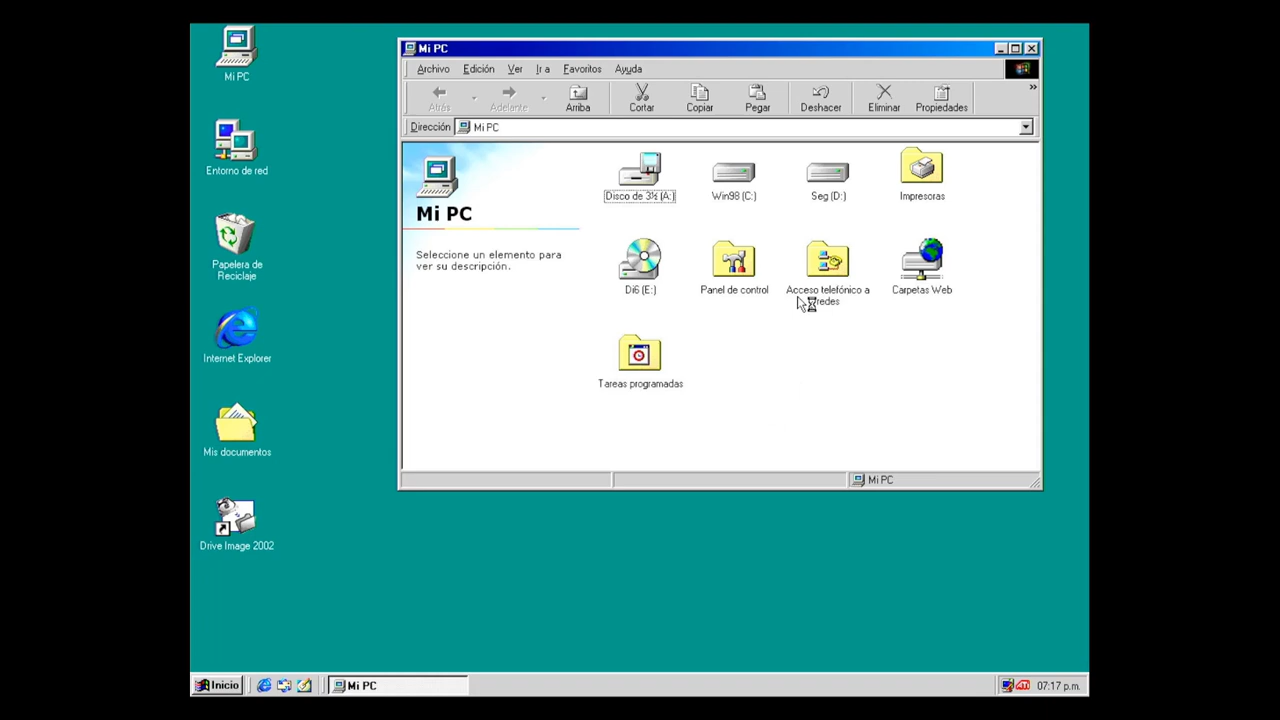 Mi PC
Entorno de red
Papelera de
Reciclaje
Internet Explorer
Mis documentos
Drive Image 2002
Mi PC
Archivo Edición Ver Ir a Favoritos Ayuda
Atrás Adelante Arriba Cortar Copiar Pegar Deshacer Eliminar Propiedades
Dirección Mi PC
Mi PC
Seleccione un elemento para
ver su descripción.
Disco de 3½ (A:) Win98 (C:) Seg (D:) Impresoras
Di6 (E:) Panel de control Acceso telefónico a
redes Carpetas Web
Tareas programadas
Mi PC
Inicio Mi PC 07:17 p.m.